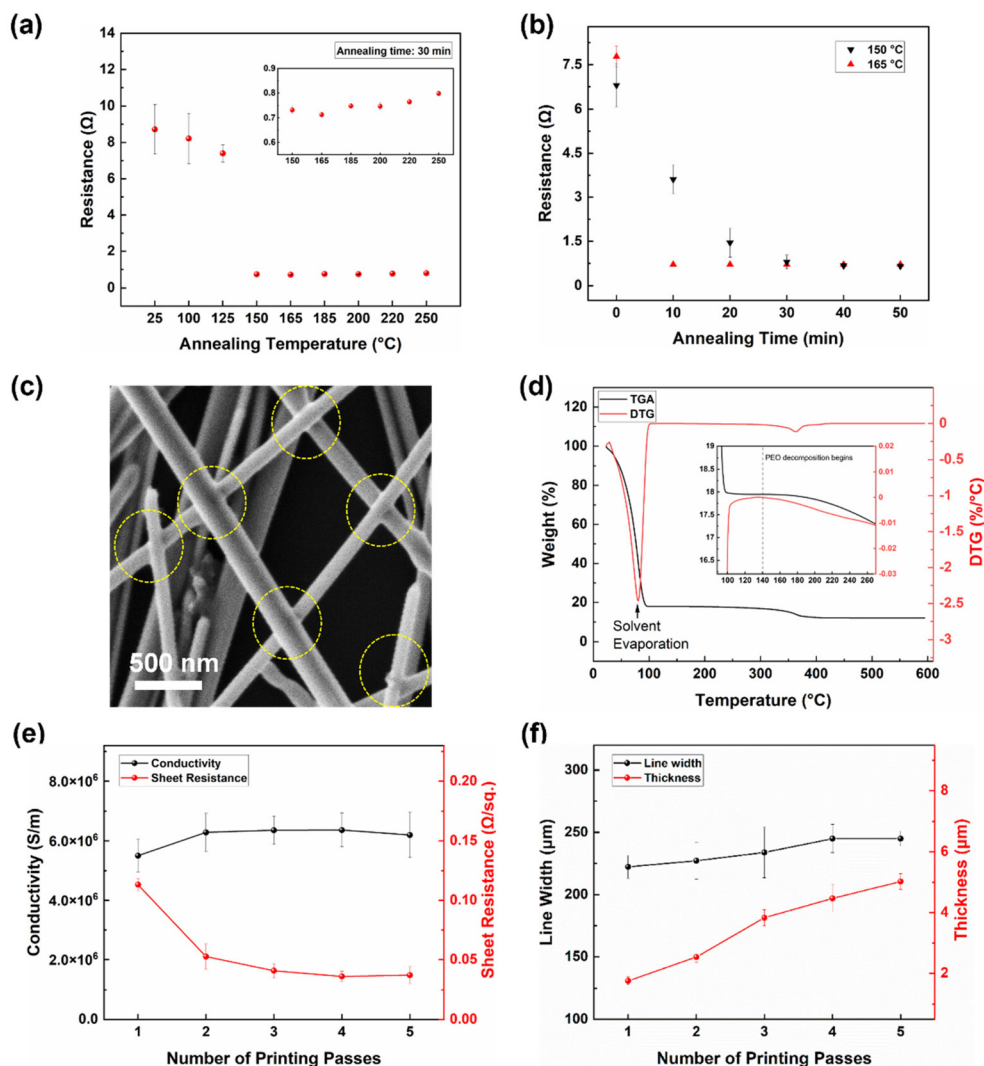 (a)
Annealing time: 30 min
14
12
10
8
6
4
2
0
Resistance (Ω)
0.9
0.8
0.7
0.6
150 165 185 200 220 250
25 100 125 150 165 185 200 220 250
Annealing Temperature (°C)
(b)
150 °C
165 °C
7.5
6.0
4.5
3.0
1.5
0
Resistance (Ω)
0 10 20 30 40 50
Annealing Time (min)
(c)
500 nm
(d)
TGA
DTG
120
100
80
60
40
20
0
Weight (%)
0
-0.5
-1
-1.5
-2
-2.5
-3
DTG (%/°C)
PEO decomposition begins
19
18.5
18
17.5
17
16.5
0.02
0.01
0
-0.01
-0.02
-0.03
100 120 140 160 180 200 220 240 260
Solvent
Evaporation
0 100 200 300 400 500 600
Temperature (°C)
(e)
Conductivity
Sheet Resistance
8.0×10⁶
6.0×10⁶
4.0×10⁶
2.0×10⁶
0.0
Conductivity (S/m)
0.20
0.15
0.10
0.05
0.00
Sheet Resistance (Ω/sq.)
1 2 3 4 5
Number of Printing Passes
(f)
Line width
Thickness
300
250
200
150
100
Line Width (µm)
8
6
4
2
Thickness (µm)
1 2 3 4 5
Number of Printing Passes